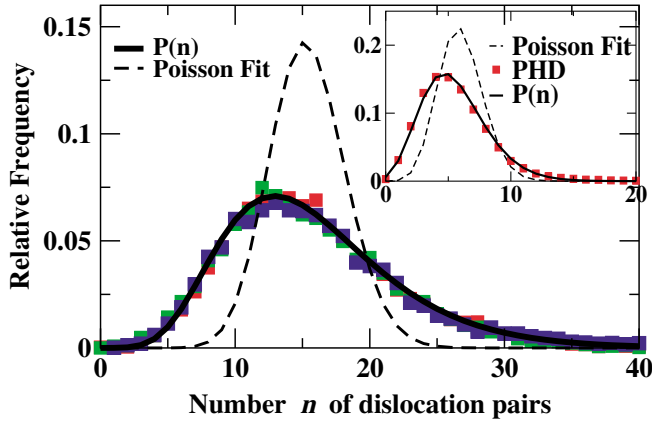 0.15
P(n)
Poisson Fit
0.1
0.05
0
Relative Frequency
0 10 20 30 40
Number n of dislocation pairs
0.2
0.1
0
0 10 20
Poisson Fit
PHD
P(n)